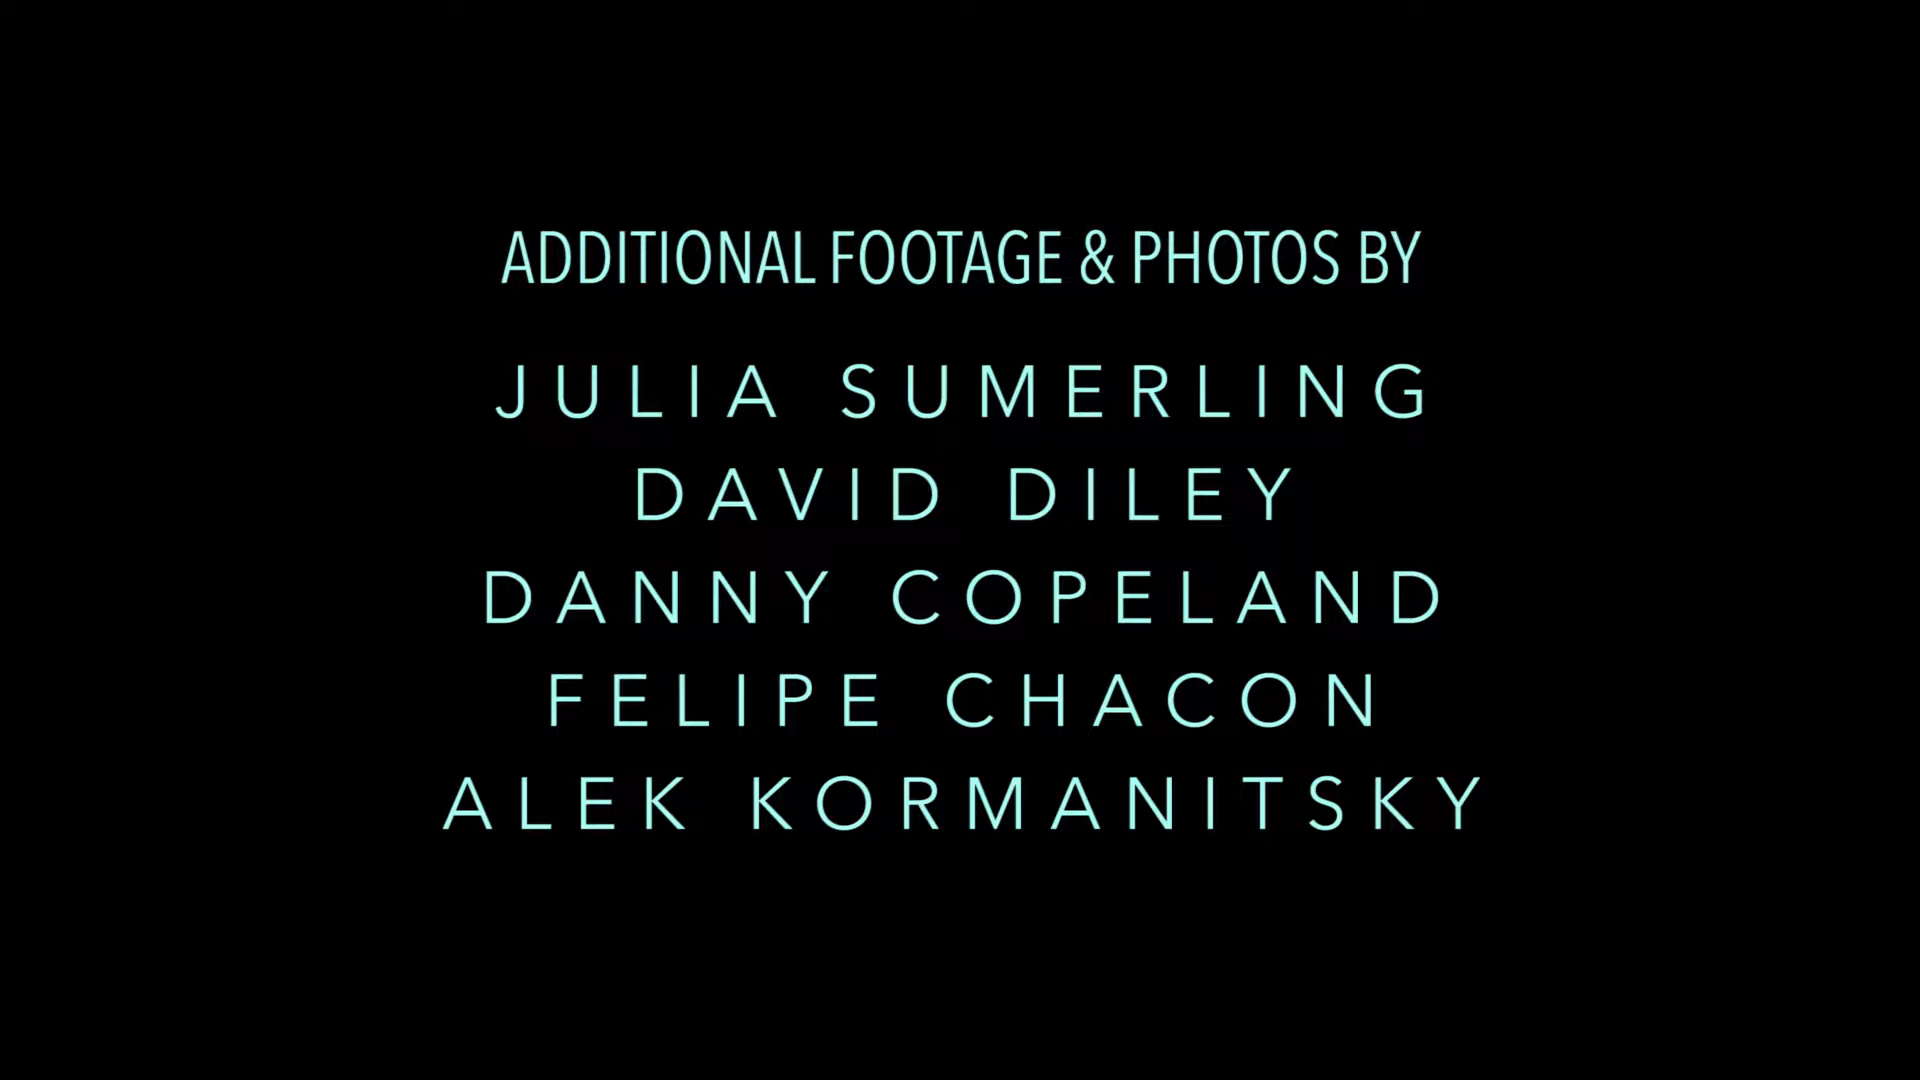 ADDITIONAL FOOTAGE & PHOTOS BY
JULIA SUMERLING
DAVID DILEY
DANNY COPELAND
FELIPE CHACON
ALEK KORMANITSKY